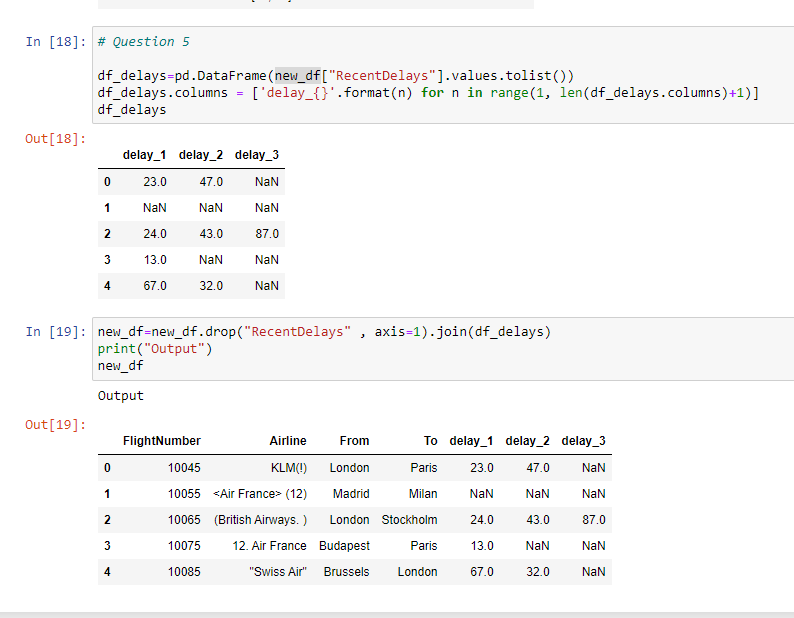 In [18]: # Question 5
df_delays=pd.DataFrame(new_df["RecentDelays"].values.tolist())
df_delays.columns = ['delay_{}'.format(n) for n in range(1, len(df_delays.columns)+1)]
df_delays
Out[18]:
delay_1 delay_2 delay_3
0 23.0 47.0 NaN
1 NaN NaN NaN
2 24.0 43.0 87.0
3 13.0 NaN NaN
4 67.0 32.0 NaN
In [19]: new_df=new_df.drop("RecentDelays" , axis=1).join(df_delays)
print("Output")
new_df
Output
Out[19]:
FlightNumber Airline From To delay_1 delay_2 delay_3
0 10045 KLM(!) London Paris 23.0 47.0 NaN
1 10055 <Air France> (12) Madrid Milan NaN NaN NaN
2 10065 (British Airways. ) London Stockholm 24.0 43.0 87.0
3 10075 12. Air France Budapest Paris 13.0 NaN NaN
4 10085 "Swiss Air" Brussels London 67.0 32.0 NaN